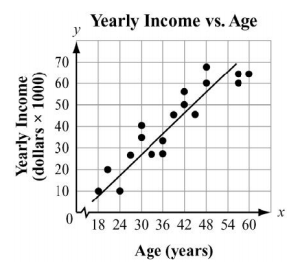 Yearly Income vs. Age
y
Yearly Income
(dollars × 1000)
70
60
50
40
30
20
10
0
18 24 30 36 42 48 54 60
x
Age (years)